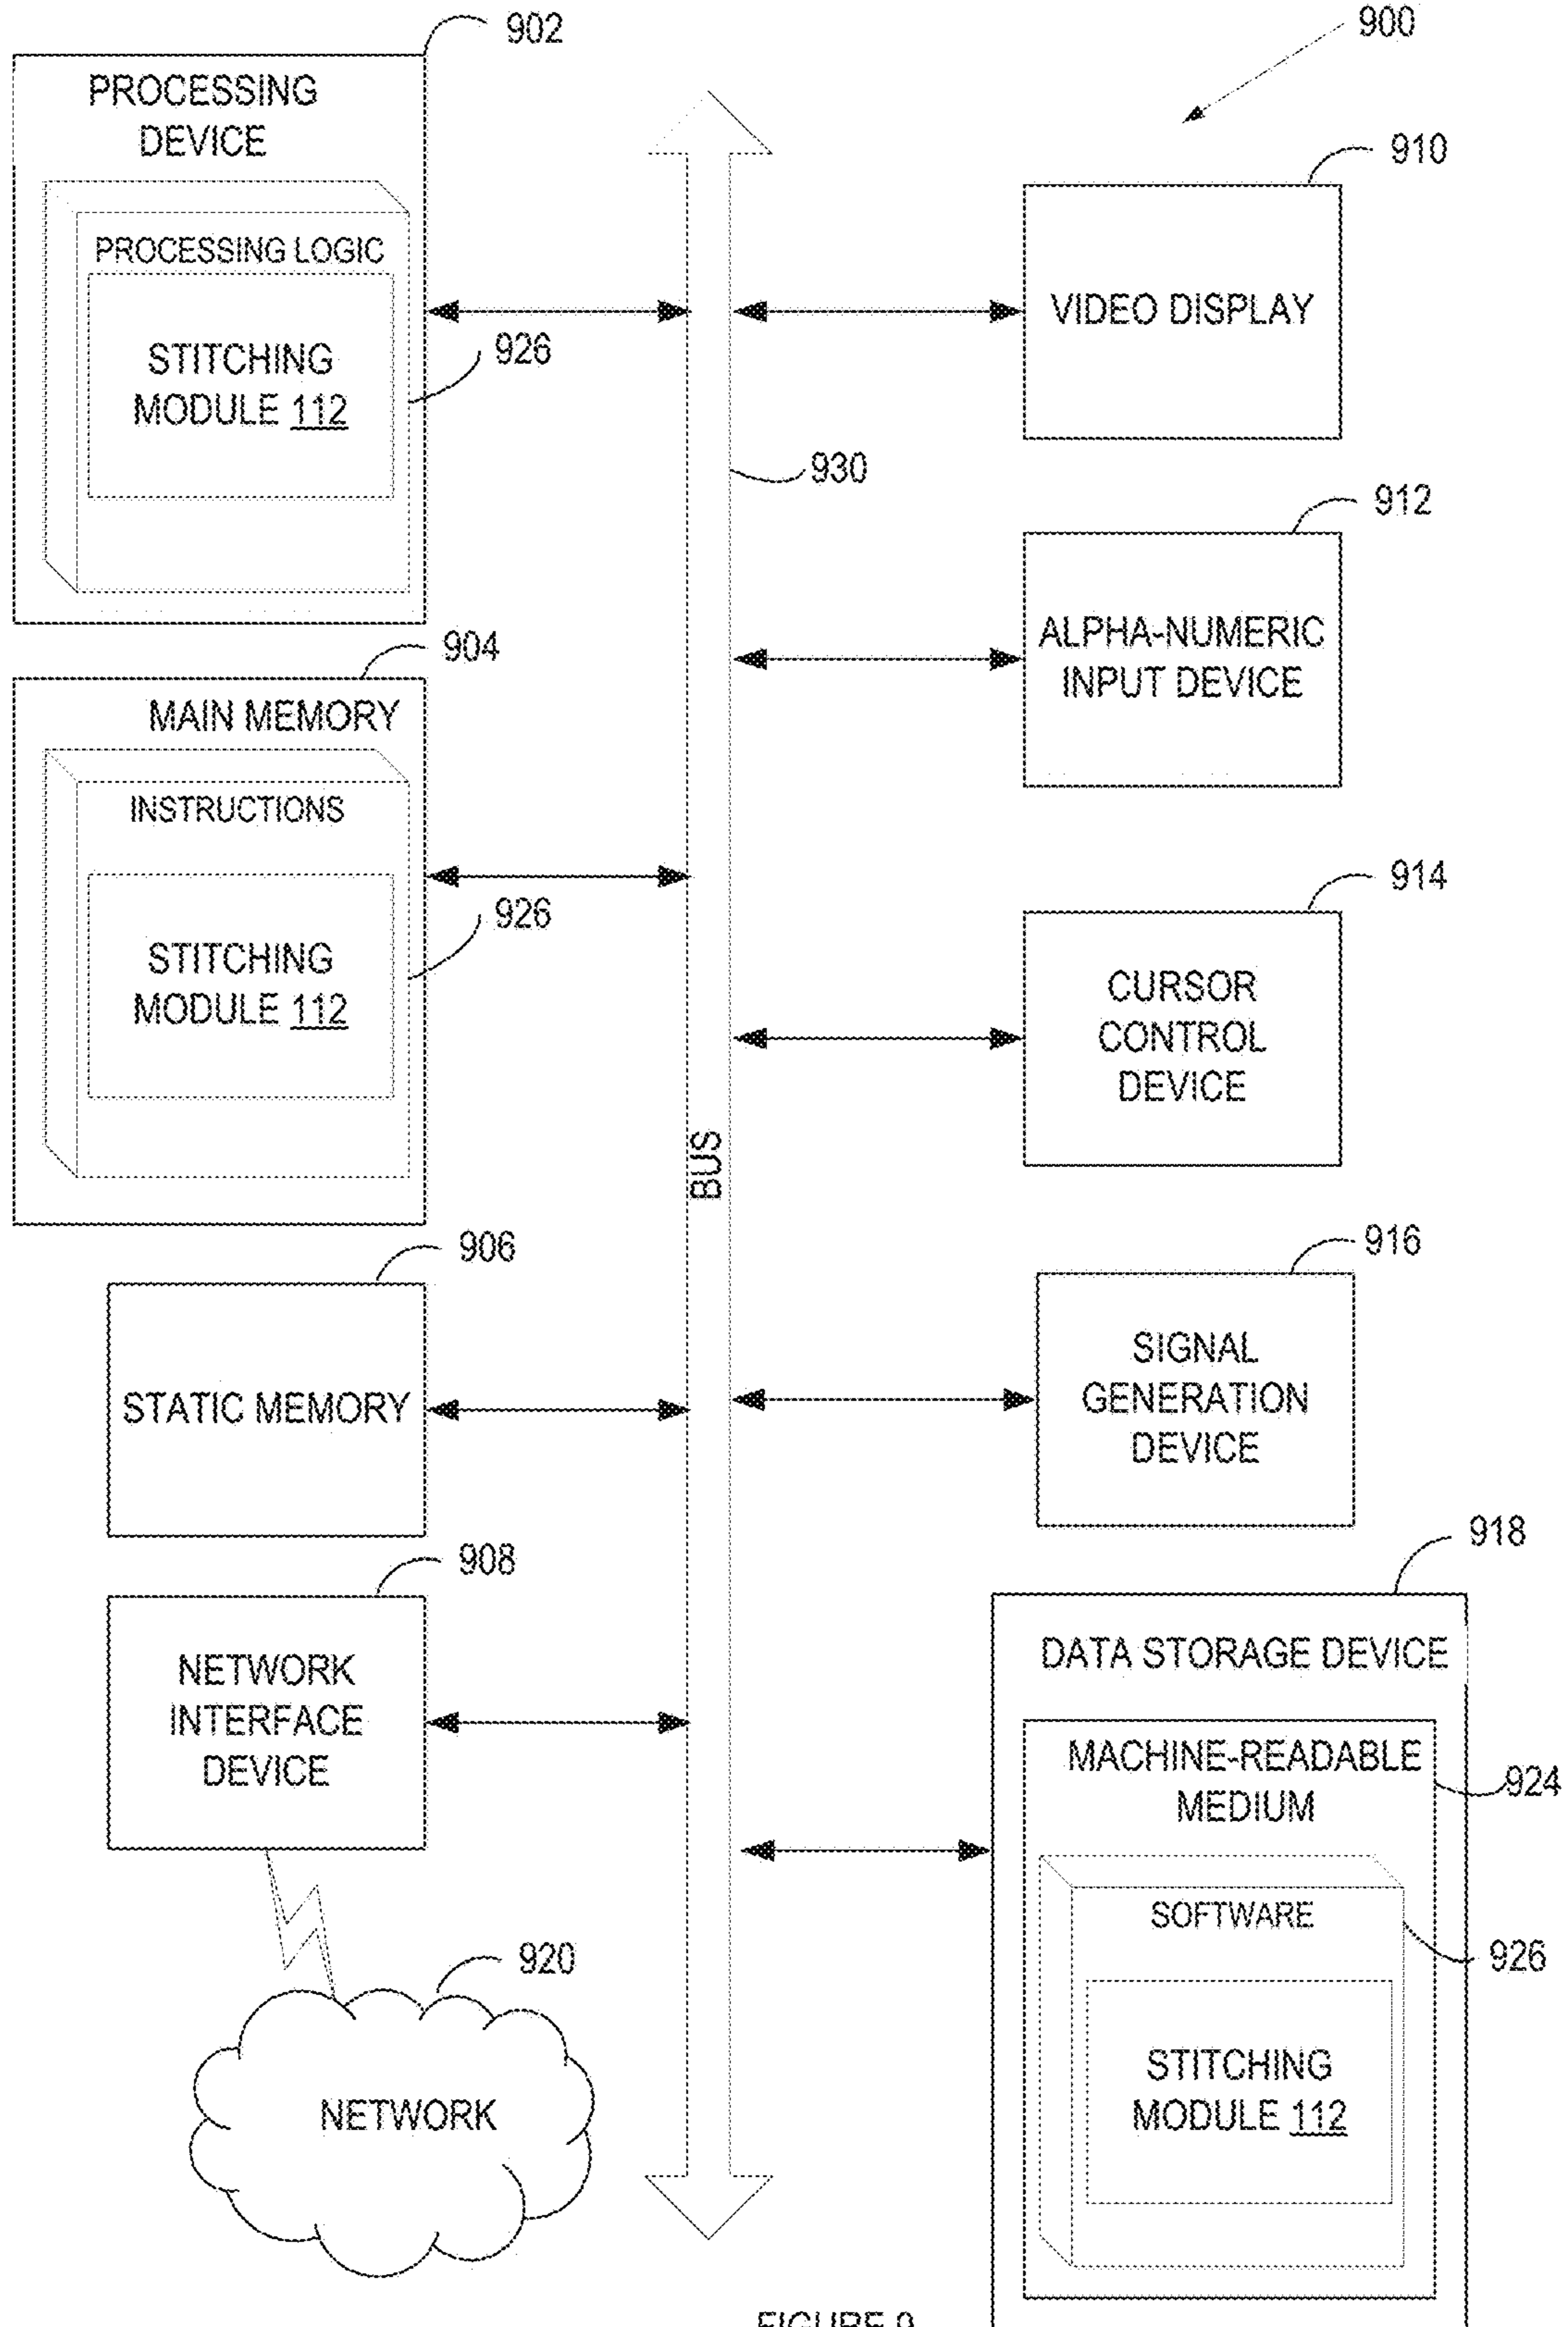 902
900
PROCESSING
DEVICE
PROCESSING LOGIC
STITCHING
MODULE 112
926
910
VIDEO DISPLAY
930
912
ALPHA-NUMERIC
INPUT DEVICE
904
MAIN MEMORY
INSTRUCTIONS
STITCHING
MODULE 112
926
914
CURSOR
CONTROL
DEVICE
BUS
906
STATIC MEMORY
916
SIGNAL
GENERATION
DEVICE
908
NETWORK
INTERFACE
DEVICE
918
DATA STORAGE DEVICE
MACHINE-READABLE
MEDIUM
924
SOFTWARE
926
STITCHING
MODULE 112
920
NETWORK
FIGURE 9